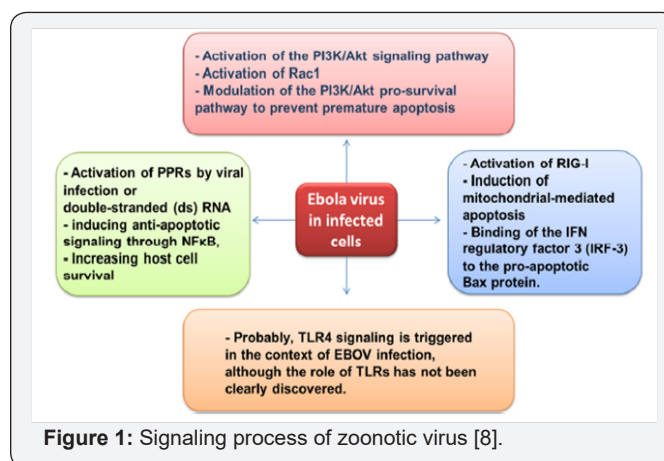 - Activation of the PI3K/Akt signaling pathway
- Activation of Rac1
- Modulation of the PI3K/Akt pro-survival
pathway to prevent premature apoptosis
- Activation of PPRs by viral
infection or
double-stranded (ds) RNA
- inducing anti-apoptotic
signaling through NFκB,
- Increasing host cell
survival
Ebola virus
in infected
cells
- Activation of RIG-I
- Induction of
mitochondrial-mediated
apoptosis
- Binding of the IFN
regulatory factor 3 (IRF-3)
to the pro-apoptotic
Bax protein.
- Probably, TLR4 signaling is triggered
in the context of EBOV infection,
although the role of TLRs has not been
clearly discovered.
Figure 1: Signaling process of zoonotic virus [8].